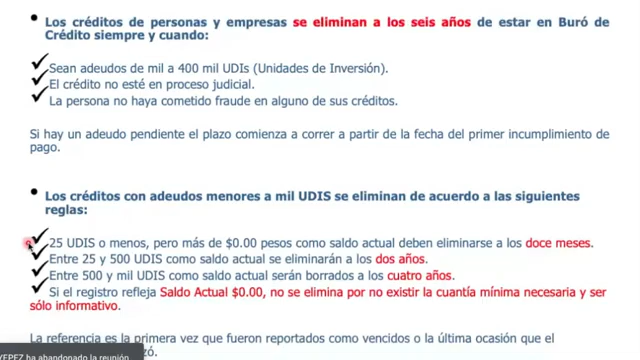 Los créditos de personas y empresas se eliminan a los seis años de estar en Buró de
Crédito siempre y cuando:
Sean adeudos de mil a 400 mil UDIs (Unidades de Inversión).
El crédito no esté en proceso judicial.
La persona no haya cometido fraude en alguno de sus créditos.
Si hay un adeudo pendiente el plazo comienza a correr a partir de la fecha del primer incumplimiento de
pago.
Los créditos con adeudos menores a mil UDIS se eliminan de acuerdo a las siguientes
reglas:
25 UDIS o menos, pero más de $0.00 pesos como saldo actual deben eliminarse a los doce meses.
Entre 25 y 500 UDIS como saldo actual se eliminarán a los dos años.
Entre 500 y mil UDIS como saldo actual serán borrados a los cuatro años.
Si el registro refleja Saldo Actual $0.00, no se elimina por no existir la cuantía mínima necesaria y ser
sólo informativo.
La referencia es la primera vez que fueron reportados como vencidos o la última ocasión que el
YEPEZ ha abandonado la reunión.